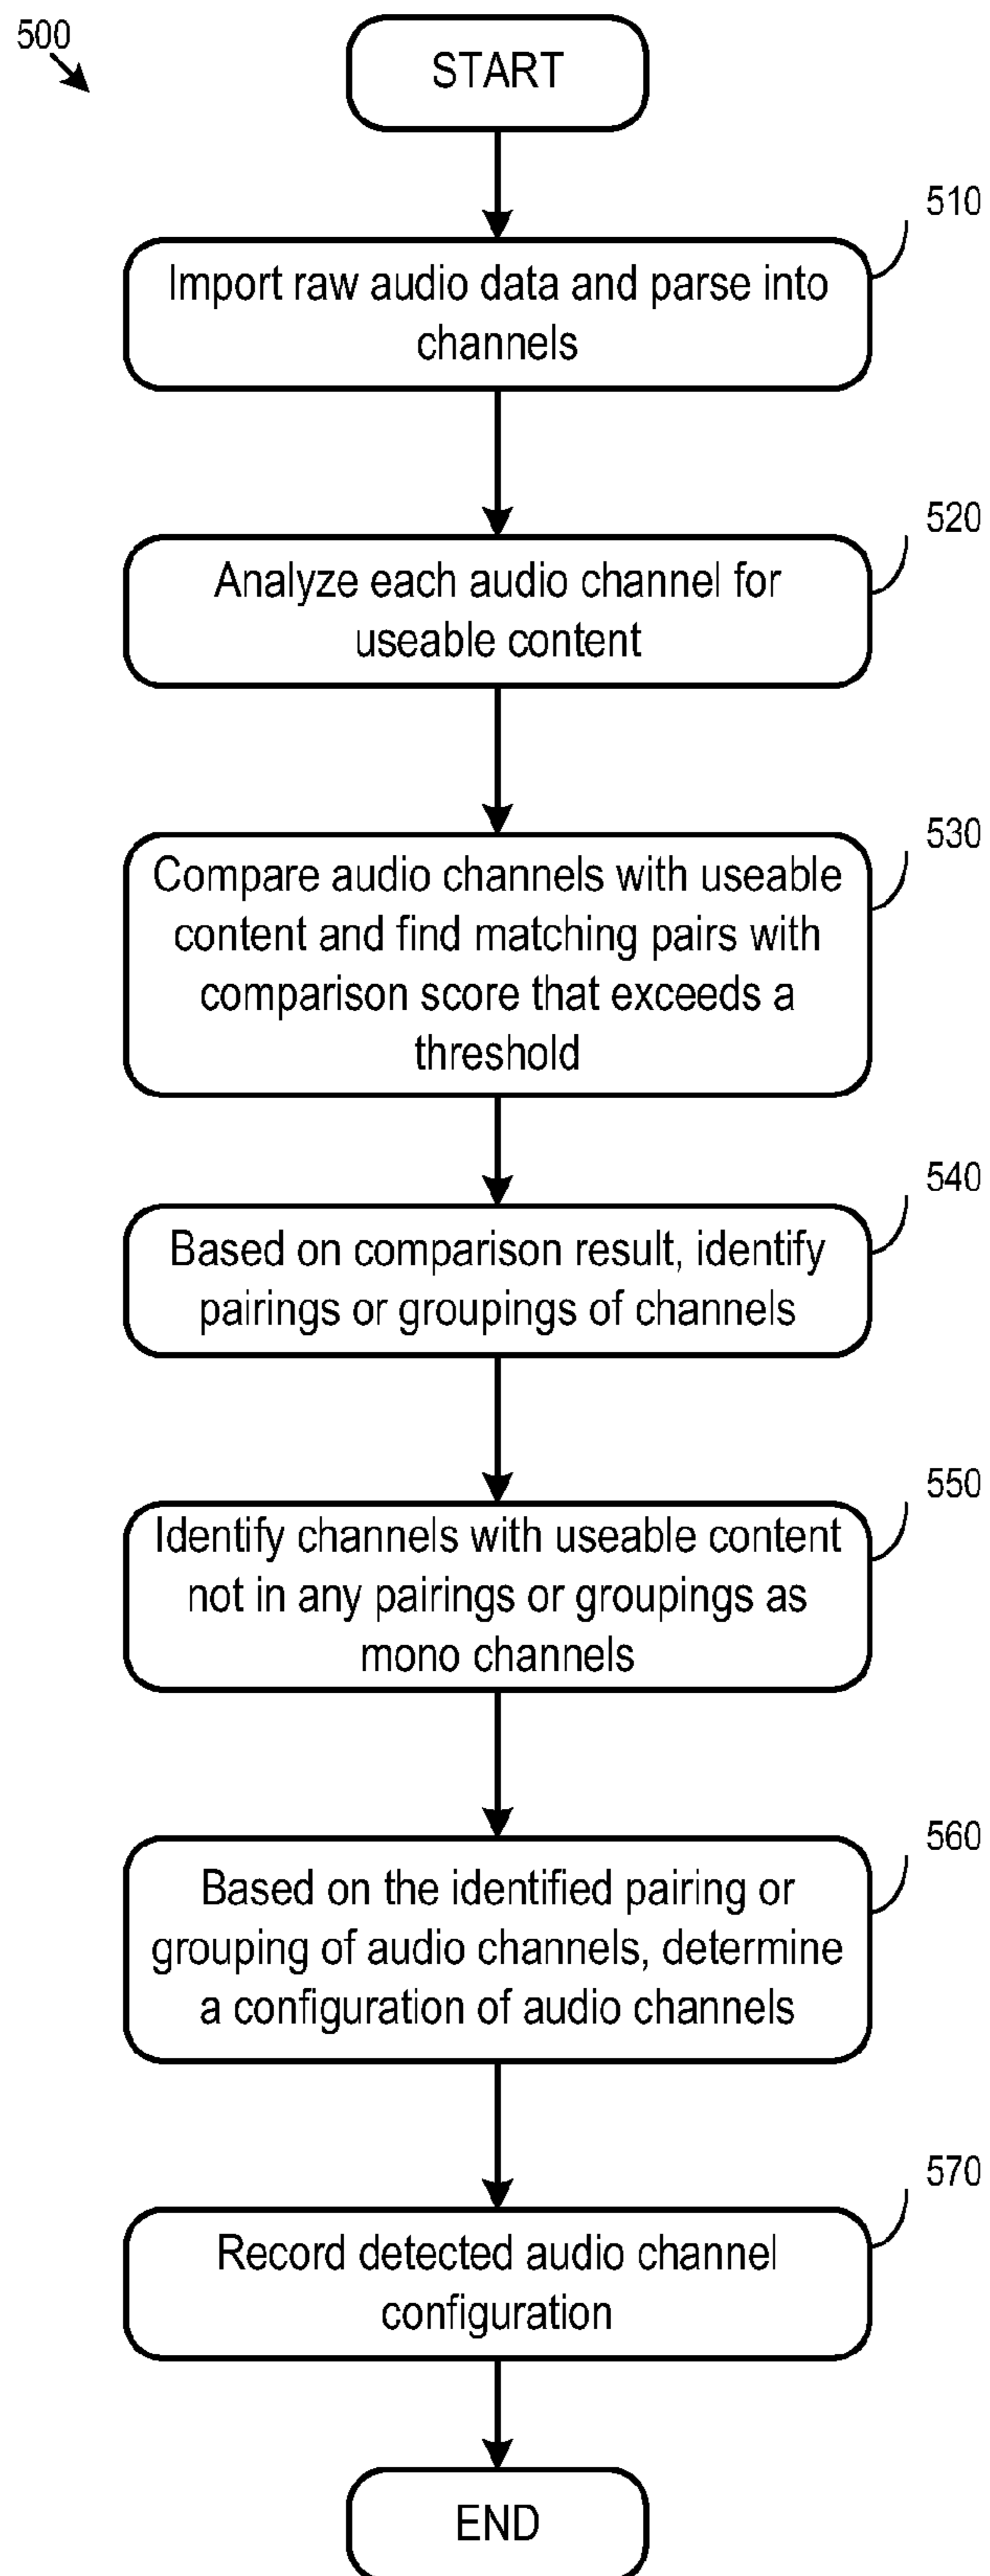 500
START
510
Import raw audio data and parse into
channels
520
Analyze each audio channel for
useable content
530
Compare audio channels with useable
content and find matching pairs with
comparison score that exceeds a
threshold
540
Based on comparison result, identify
pairings or groupings of channels
550
Identify channels with useable content
not in any pairings or groupings as
mono channels
560
Based on the identified pairing or
grouping of audio channels, determine
a configuration of audio channels
570
Record detected audio channel
configuration
END